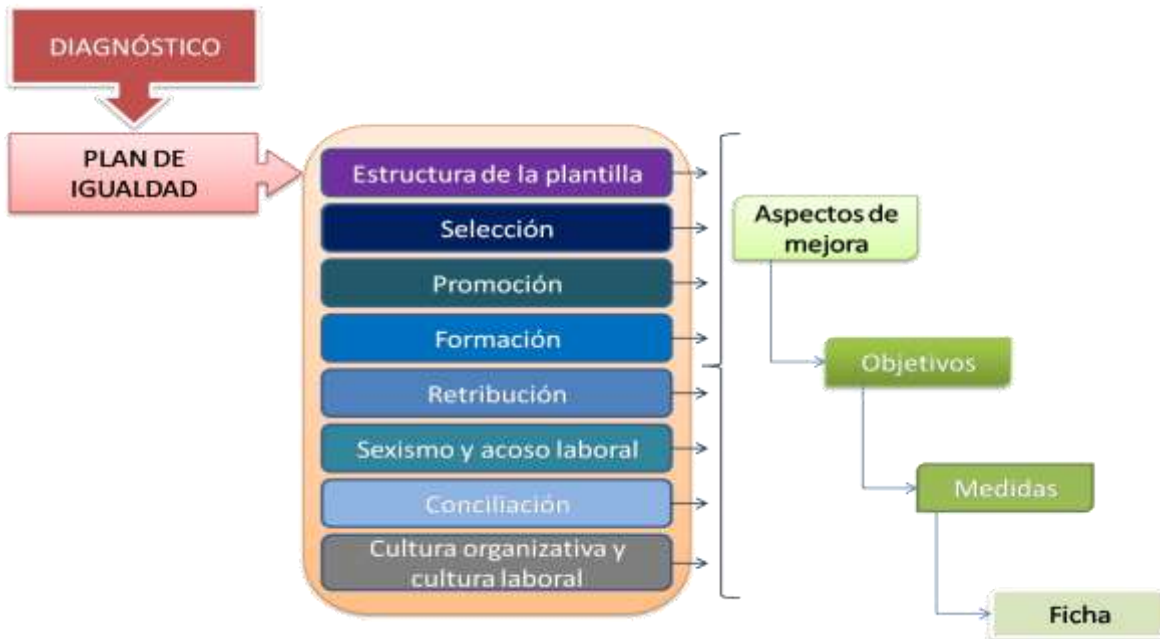 DIAGNÓSTICO
PLAN DE
IGUALDAD
Estructura de la plantilla
Selección
Promoción
Formación
Retribución
Sexismo y acoso laboral
Conciliación
Cultura organizativa y
cultura laboral
Aspectos de
mejora
Objetivos
Medidas
Ficha